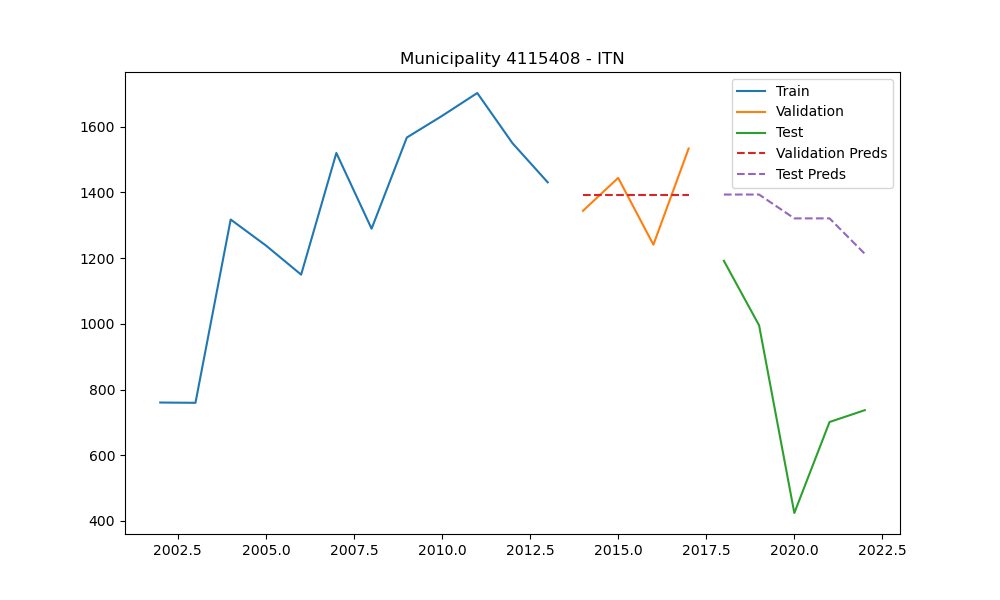 Municipality 4115408 - ITN
Train
Validation
Test
Validation Preds
Test Preds
1600
1400
1200
1000
800
600
400
2002.5 2005.0 2007.5 2010.0 2012.5 2015.0 2017.5 2020.0 2022.5